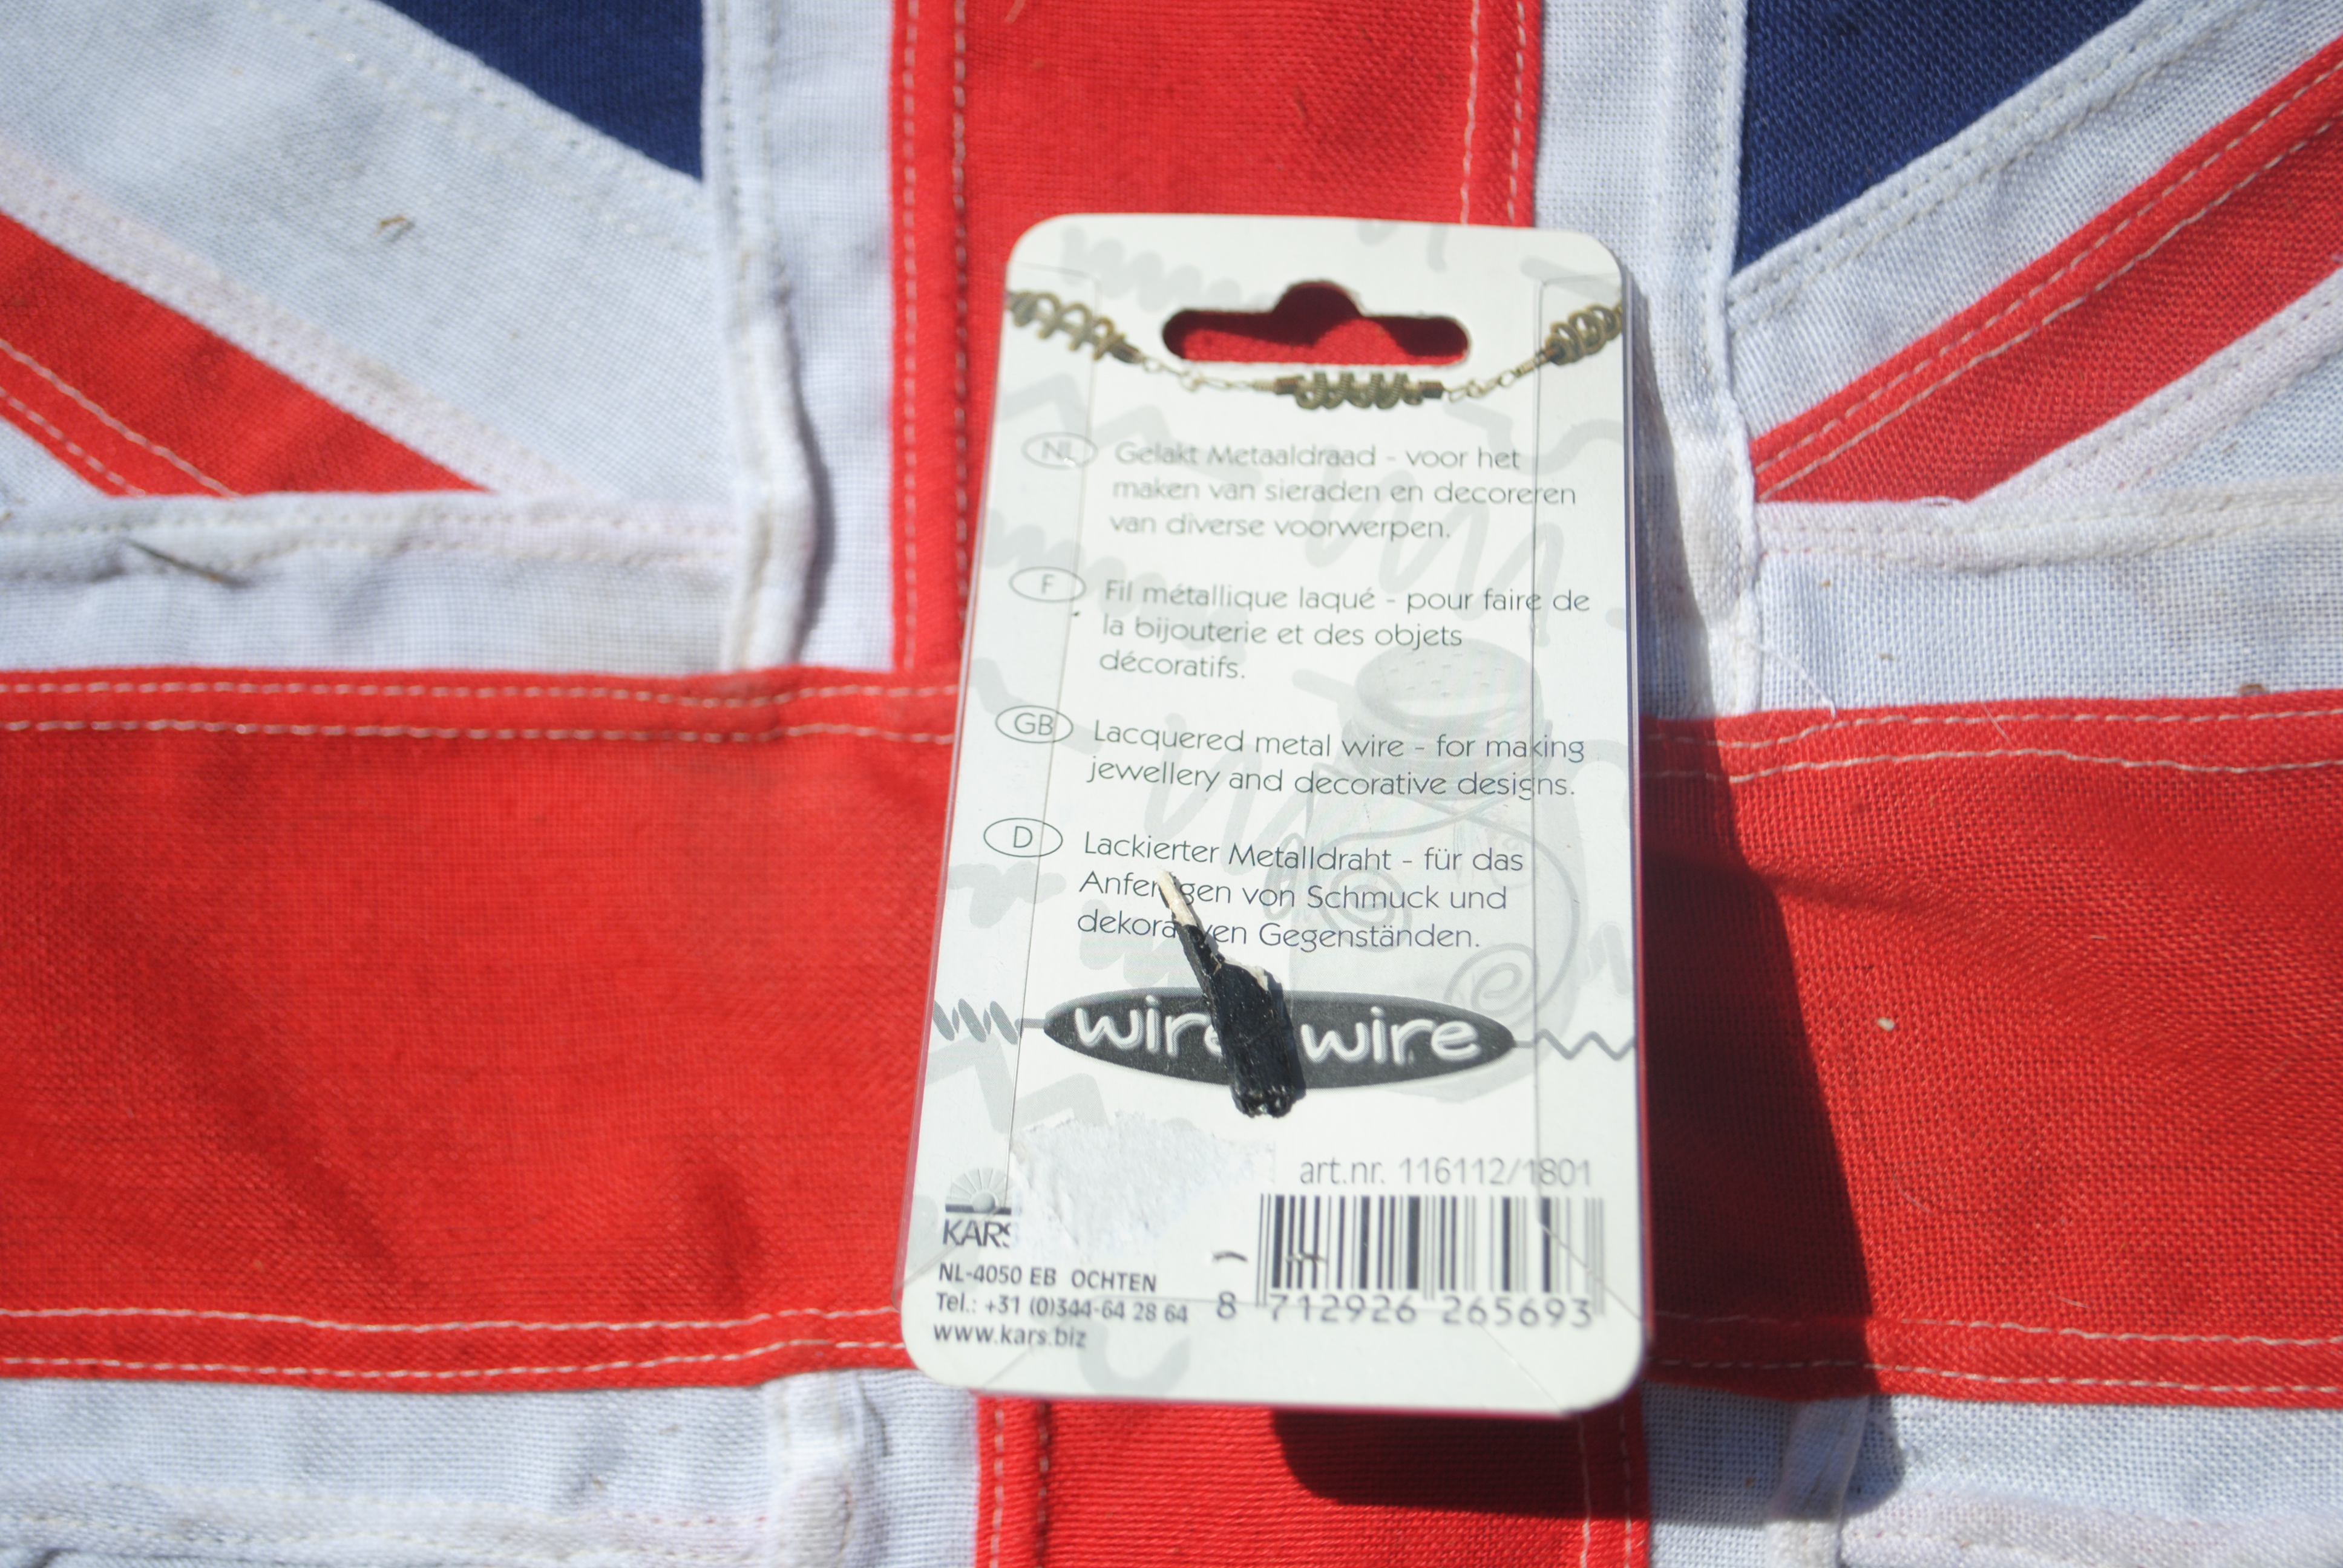 NL Gelakt Metaaldraad - voor het
maken van sieraden en decoreren
van diverse voorwerpen.
F Fil métallique laqué - pour faire de
la bijouterie et des objets
décoratifs.
GB Lacquered metal wire - for making
jewellery and decorative designs.
D Lackierter Metalldraht - für das
von Schmuck und
Gegenständen.
wire wire
art.nr. 116112/1801
KARS
NL-4050 EB OCHTEN
Tel.: +31 (0)344-64 28 64
www.kars.biz
8 712926 265693